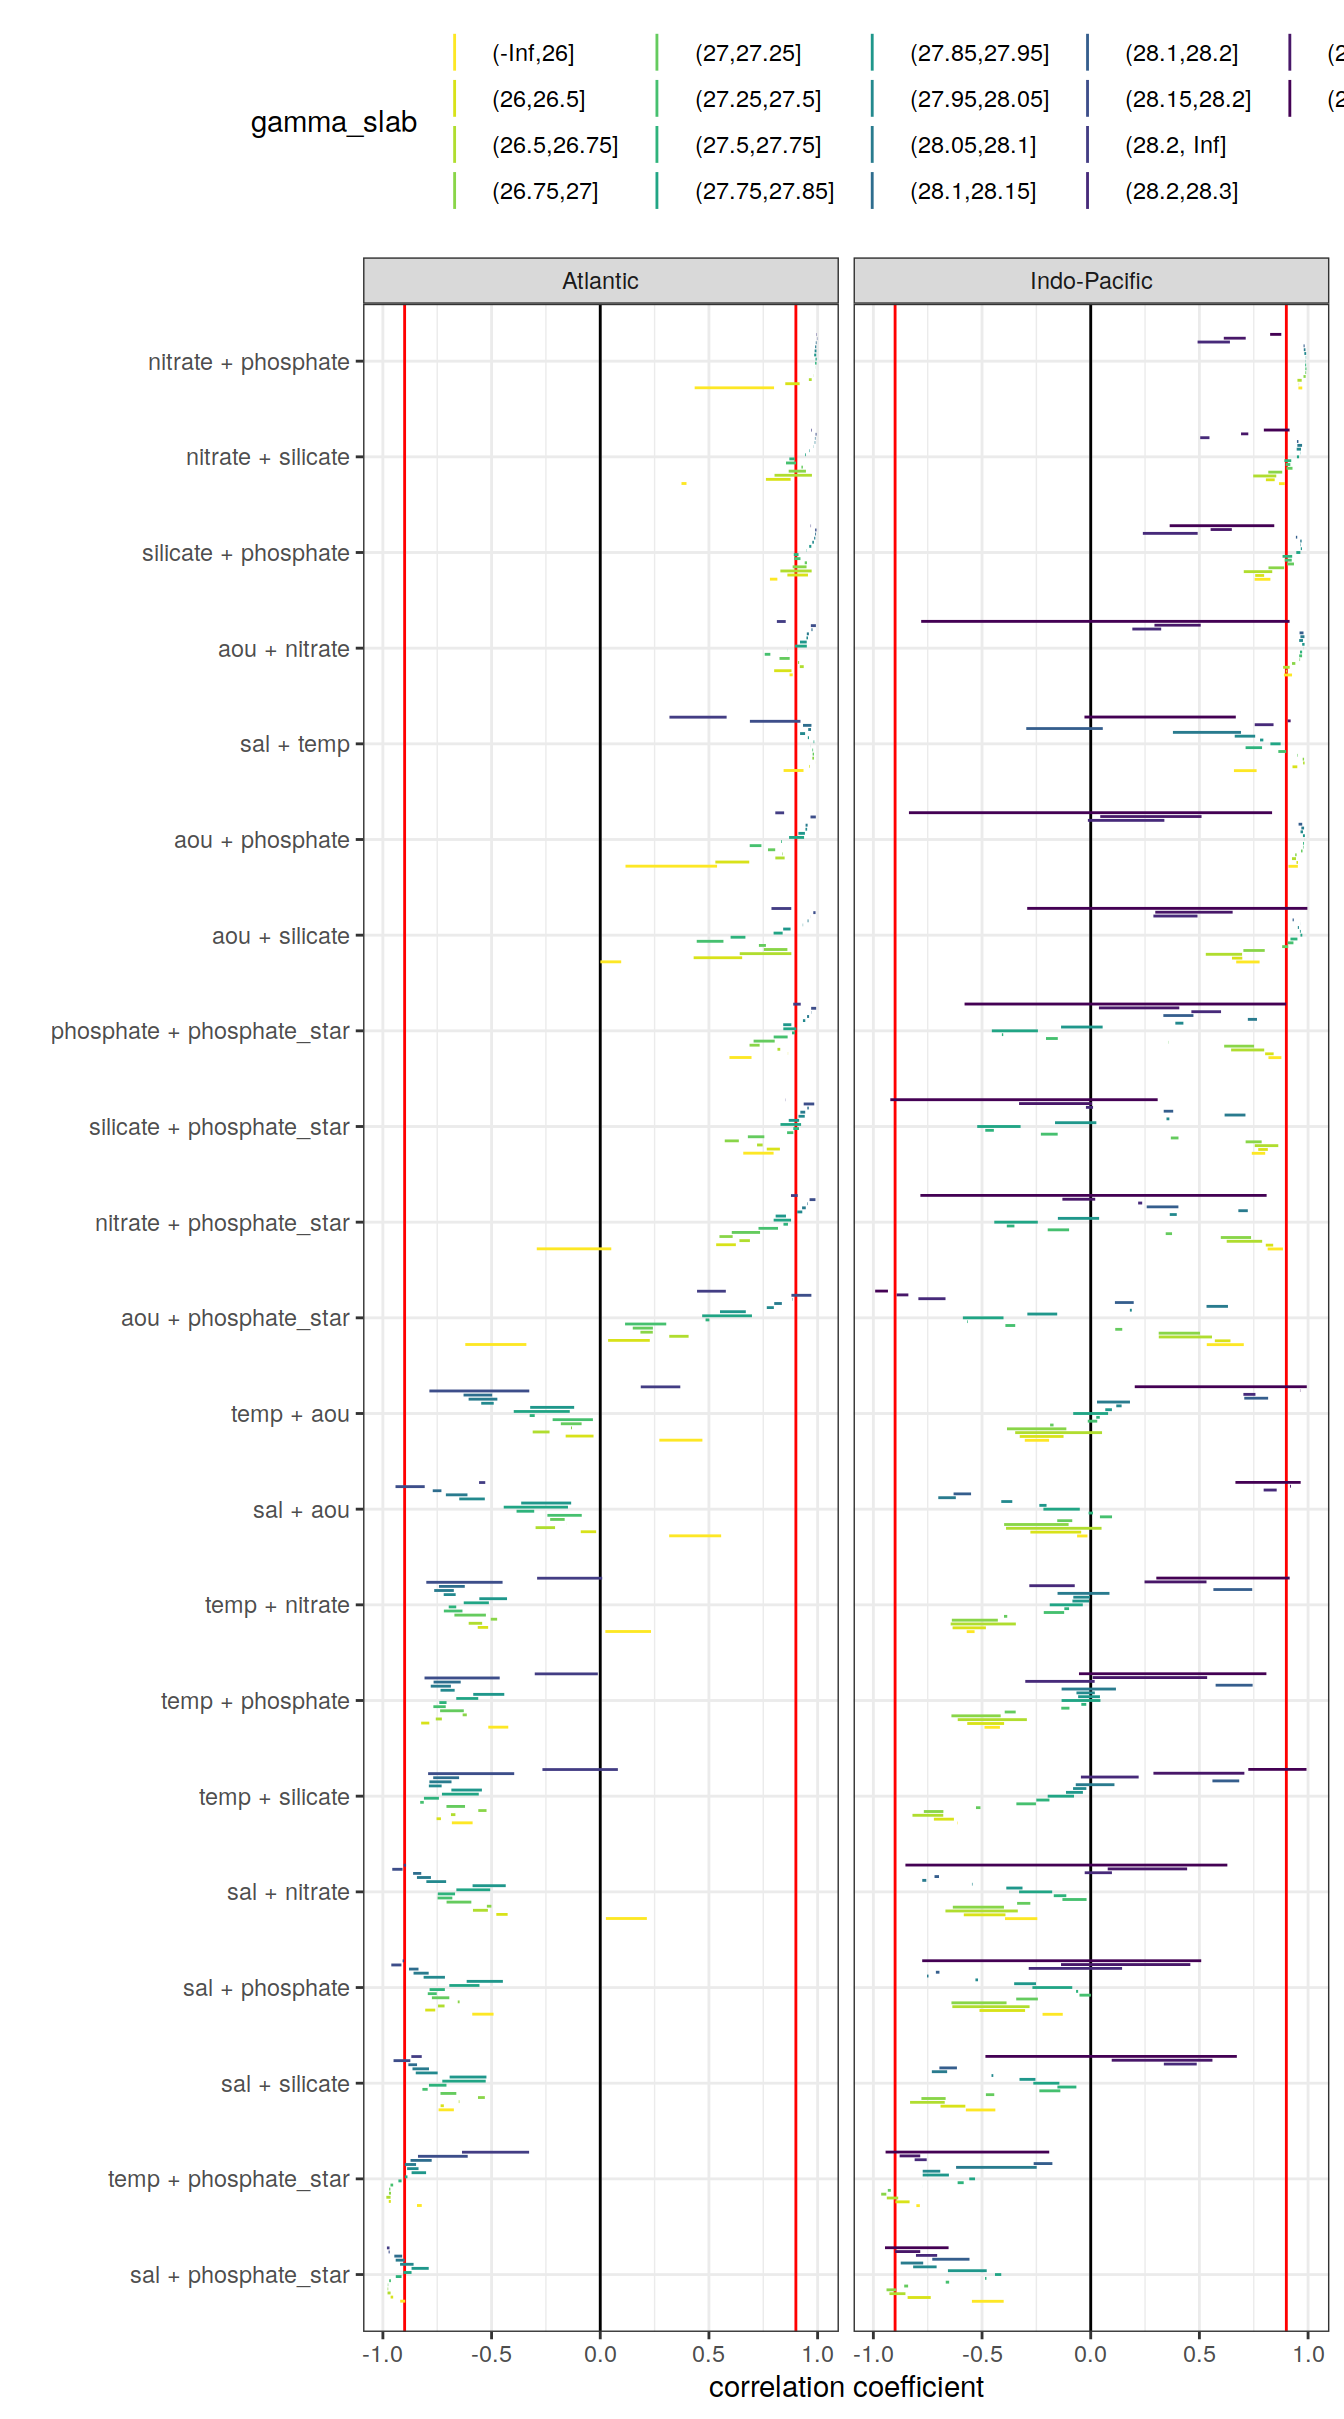 gamma_slab
(-Inf,26]
(26,26.5]
(26.5,26.75]
(26.75,27]
(27,27.25]
(27.25,27.5]
(27.5,27.75]
(27.75,27.85]
(27.85,27.95]
(27.95,28.05]
(28.05,28.1]
(28.1,28.15]
(28.1,28.2]
(28.15,28.2]
(28.2, Inf]
(28.2,28.3]
Atlantic
Indo-Pacific
nitrate + phosphate
nitrate + silicate
silicate + phosphate
aou + nitrate
sal + temp
aou + phosphate
aou + silicate
phosphate + phosphate_star
silicate + phosphate_star
nitrate + phosphate_star
aou + phosphate_star
temp + aou
sal + aou
temp + nitrate
temp + phosphate
temp + silicate
sal + nitrate
sal + phosphate
sal + silicate
temp + phosphate_star
sal + phosphate_star
-1.0 -0.5 0.0 0.5 1.0
-1.0 -0.5 0.0 0.5 1.0
correlation coefficient